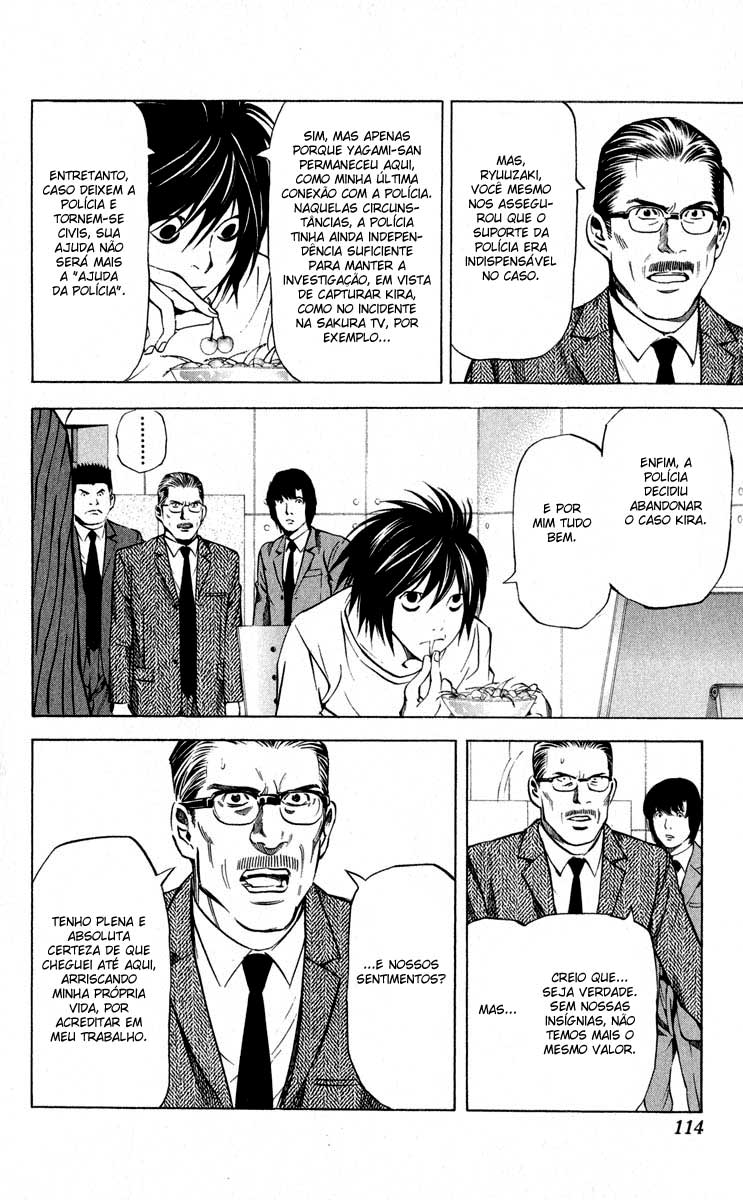 MAS,
RYUUZAKI,
VOCÊ MESMO
NOS ASSEGU-
ROU QUE O
SUPORTE DA
POLÍCIA ERA
INDISPENSÁVEL
NO CASO.
SIM, MAS APENAS
PORQUE YAGAMI-SAN
PERMANECEU AQUI,
COMO MINHA ÚLTIMA
CONEXÃO COM A POLÍCIA.
NAQUELAS CIRCUNS-
TÂNCIAS, A POLÍCIA
TINHA AINDA INDEPEN-
DÊNCIA SUFICIENTE
PARA MANTER A
INVESTIGAÇÃO, EM VISTA
DE CAPTURAR KIRA,
COMO NO INCIDENTE
NA SAKURA TV, POR
EXEMPLO...
ENTRETANTO,
CASO DEIXEM A
POLÍCIA E
TORNEM-SE
CIVIS, SUA
AJUDA NÃO
SERÁ MAIS
A "AJUDA
DA POLÍCIA".
ENFIM, A
POLÍCIA
DECIDIU
ABANDONAR
O CASO KIRA.
E POR
MIM TUDO
BEM.
......
CREIO QUE...
SEJA VERDADE.
SEM NOSSAS
INSÍGNIAS, NÃO
TEMOS MAIS O
MESMO VALOR.
MAS...
...E NOSSOS
SENTIMENTOS?
TENHO PLENA E
ABSOLUTA
CERTEZA DE QUE
CHEGUEI ATÉ AQUI,
ARRISCANDO
MINHA PRÓPRIA
VIDA, POR
ACREDITAR EM
MEU TRABALHO.
114